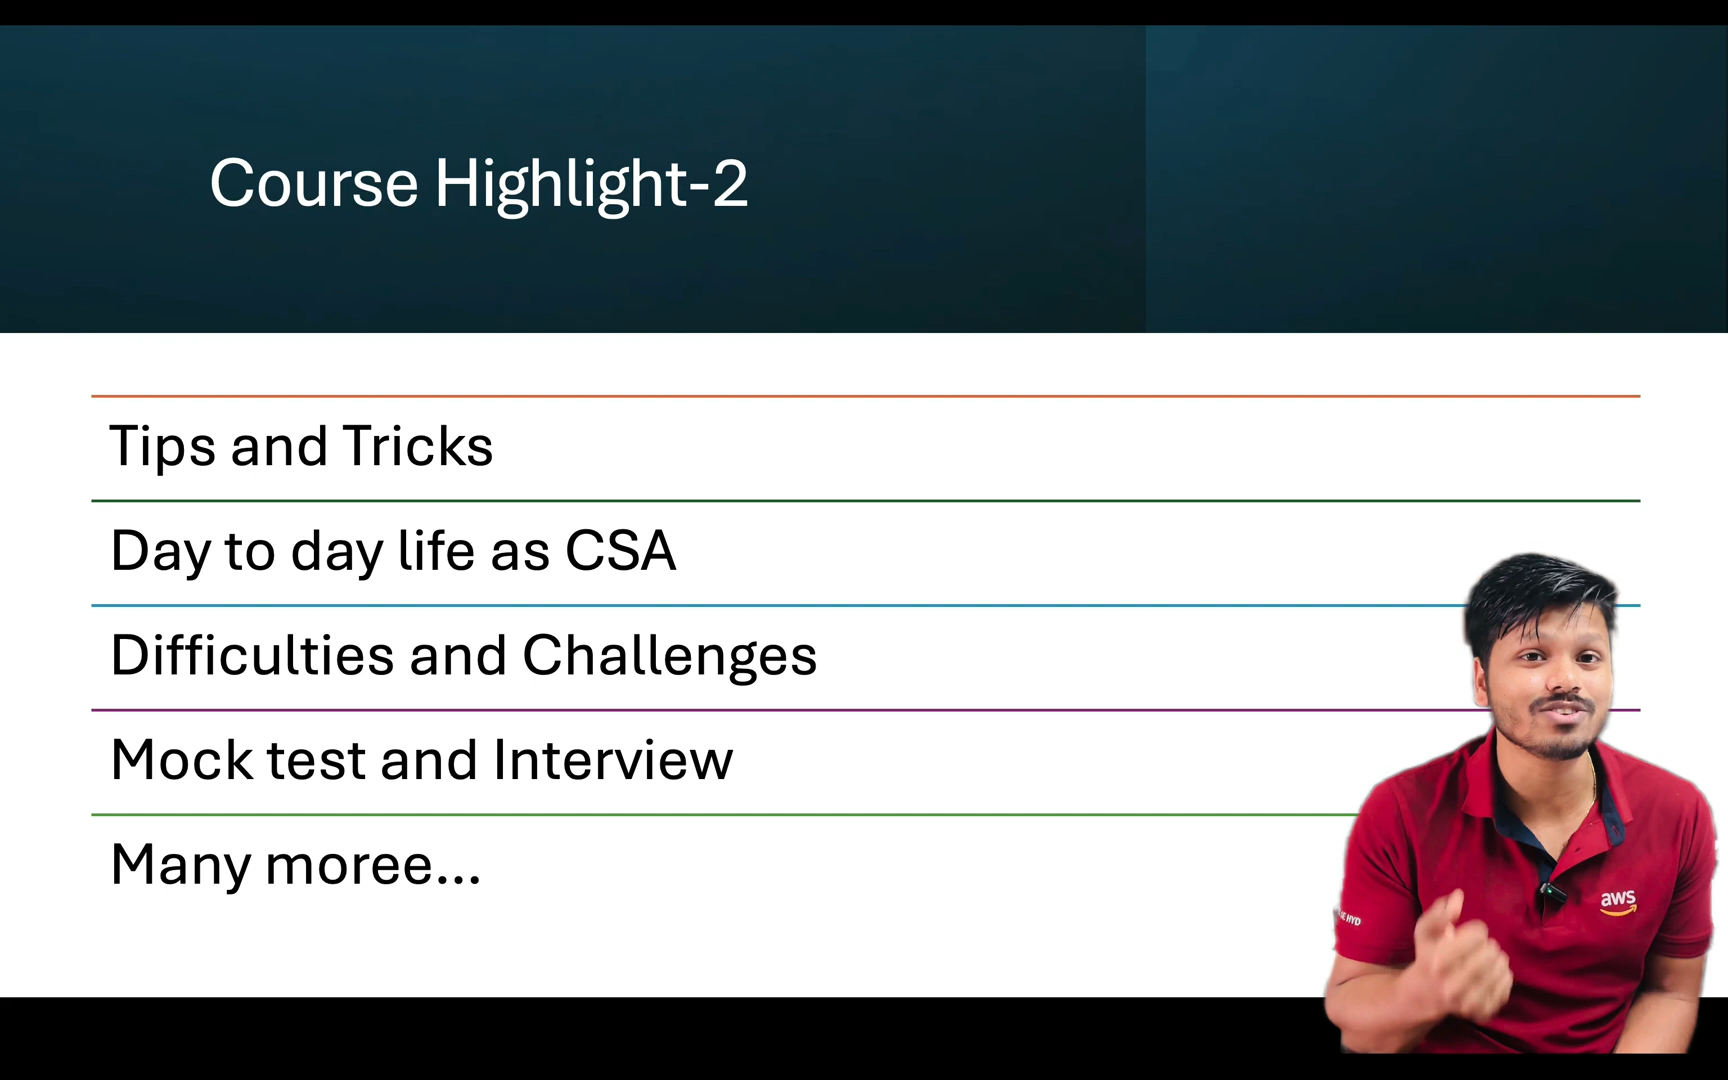 Course Highlight-2
Tips and Tricks
Day to day life as CSA
Difficulties and Challenges
Mock test and Interview
Many moree...
aws
HYD